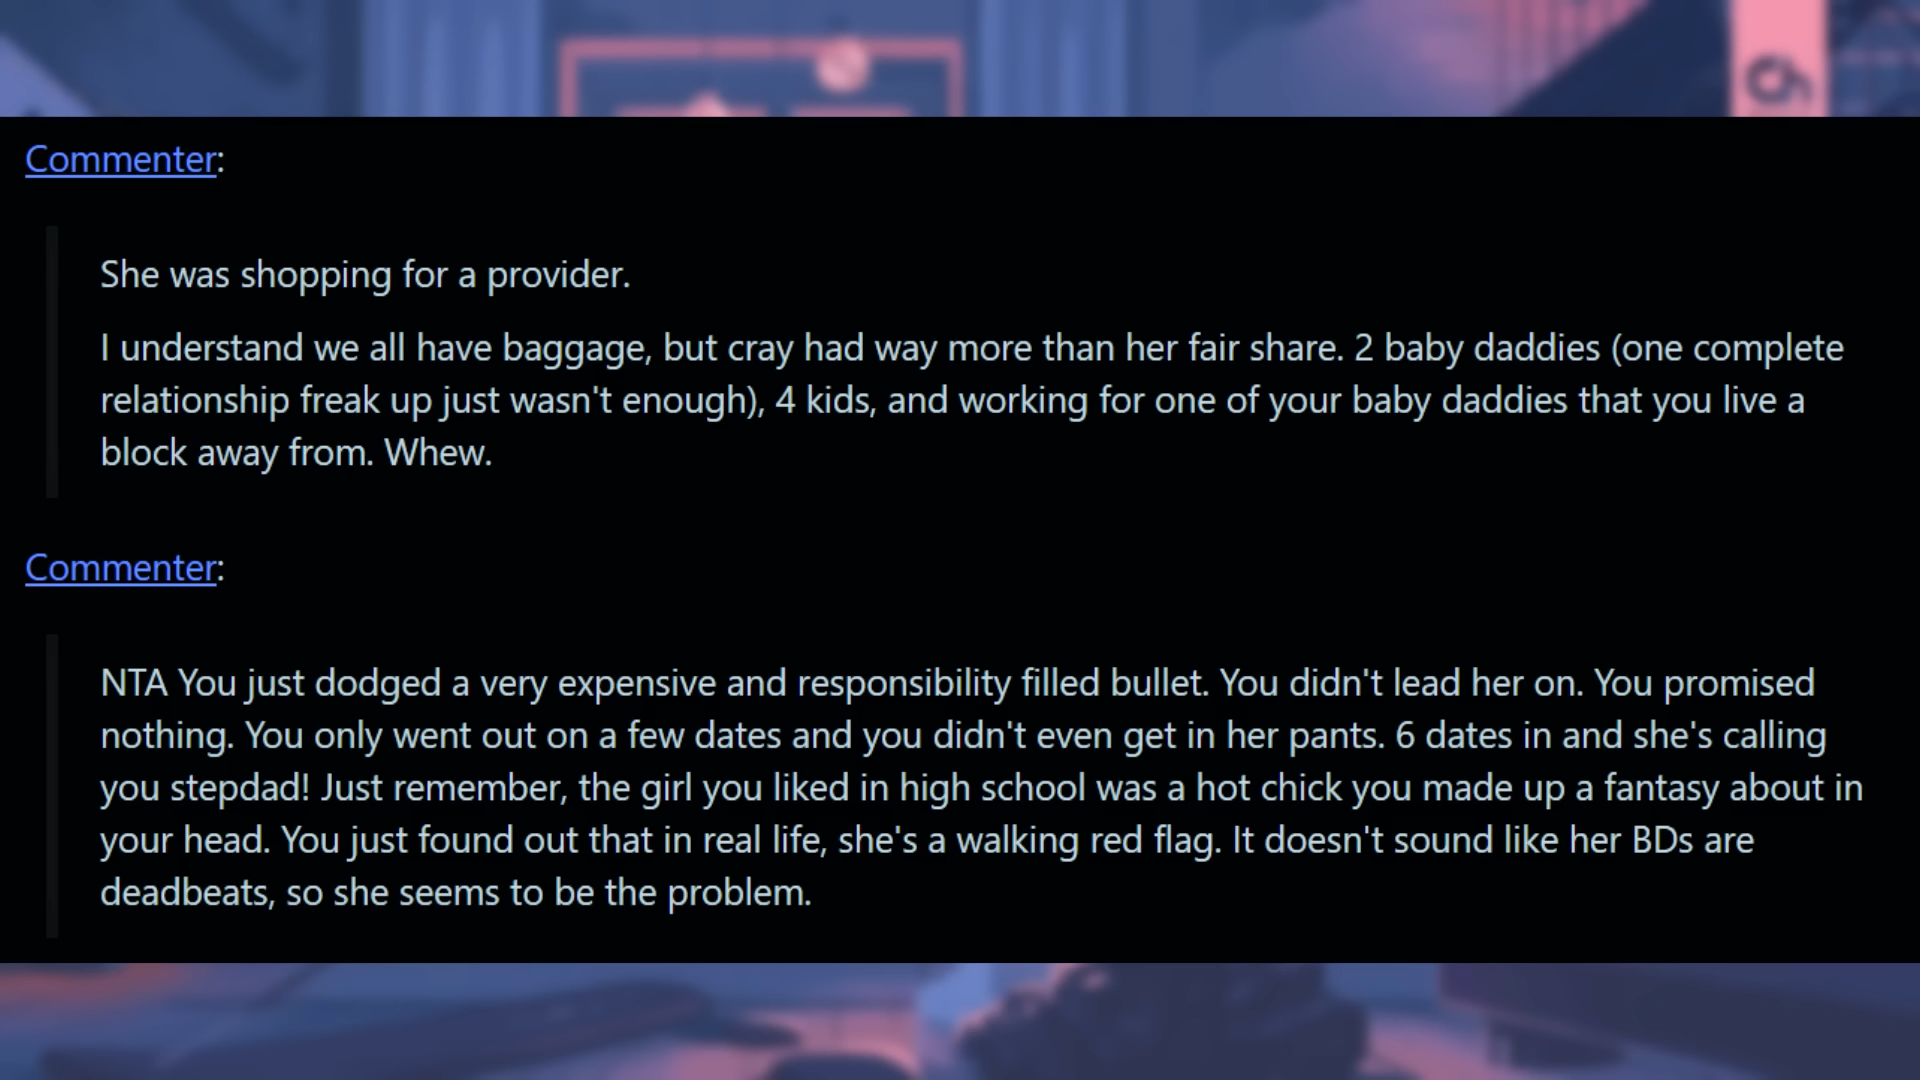 Commenter:
She was shopping for a provider.
I understand we all have baggage, but cray had way more than her fair share. 2 baby daddies (one complete
relationship freak up just wasn't enough), 4 kids, and working for one of your baby daddies that you live a
block away from. Whew.
Commenter:
NTA You just dodged a very expensive and responsibility filled bullet. You didn't lead her on. You promised
nothing. You only went out on a few dates and you didn't even get in her pants. 6 dates in and she's calling
you stepdad! Just remember, the girl you liked in high school was a hot chick you made up a fantasy about in
your head. You just found out that in real life, she's a walking red flag. It doesn't sound like her BDs are
deadbeats, so she seems to be the problem.